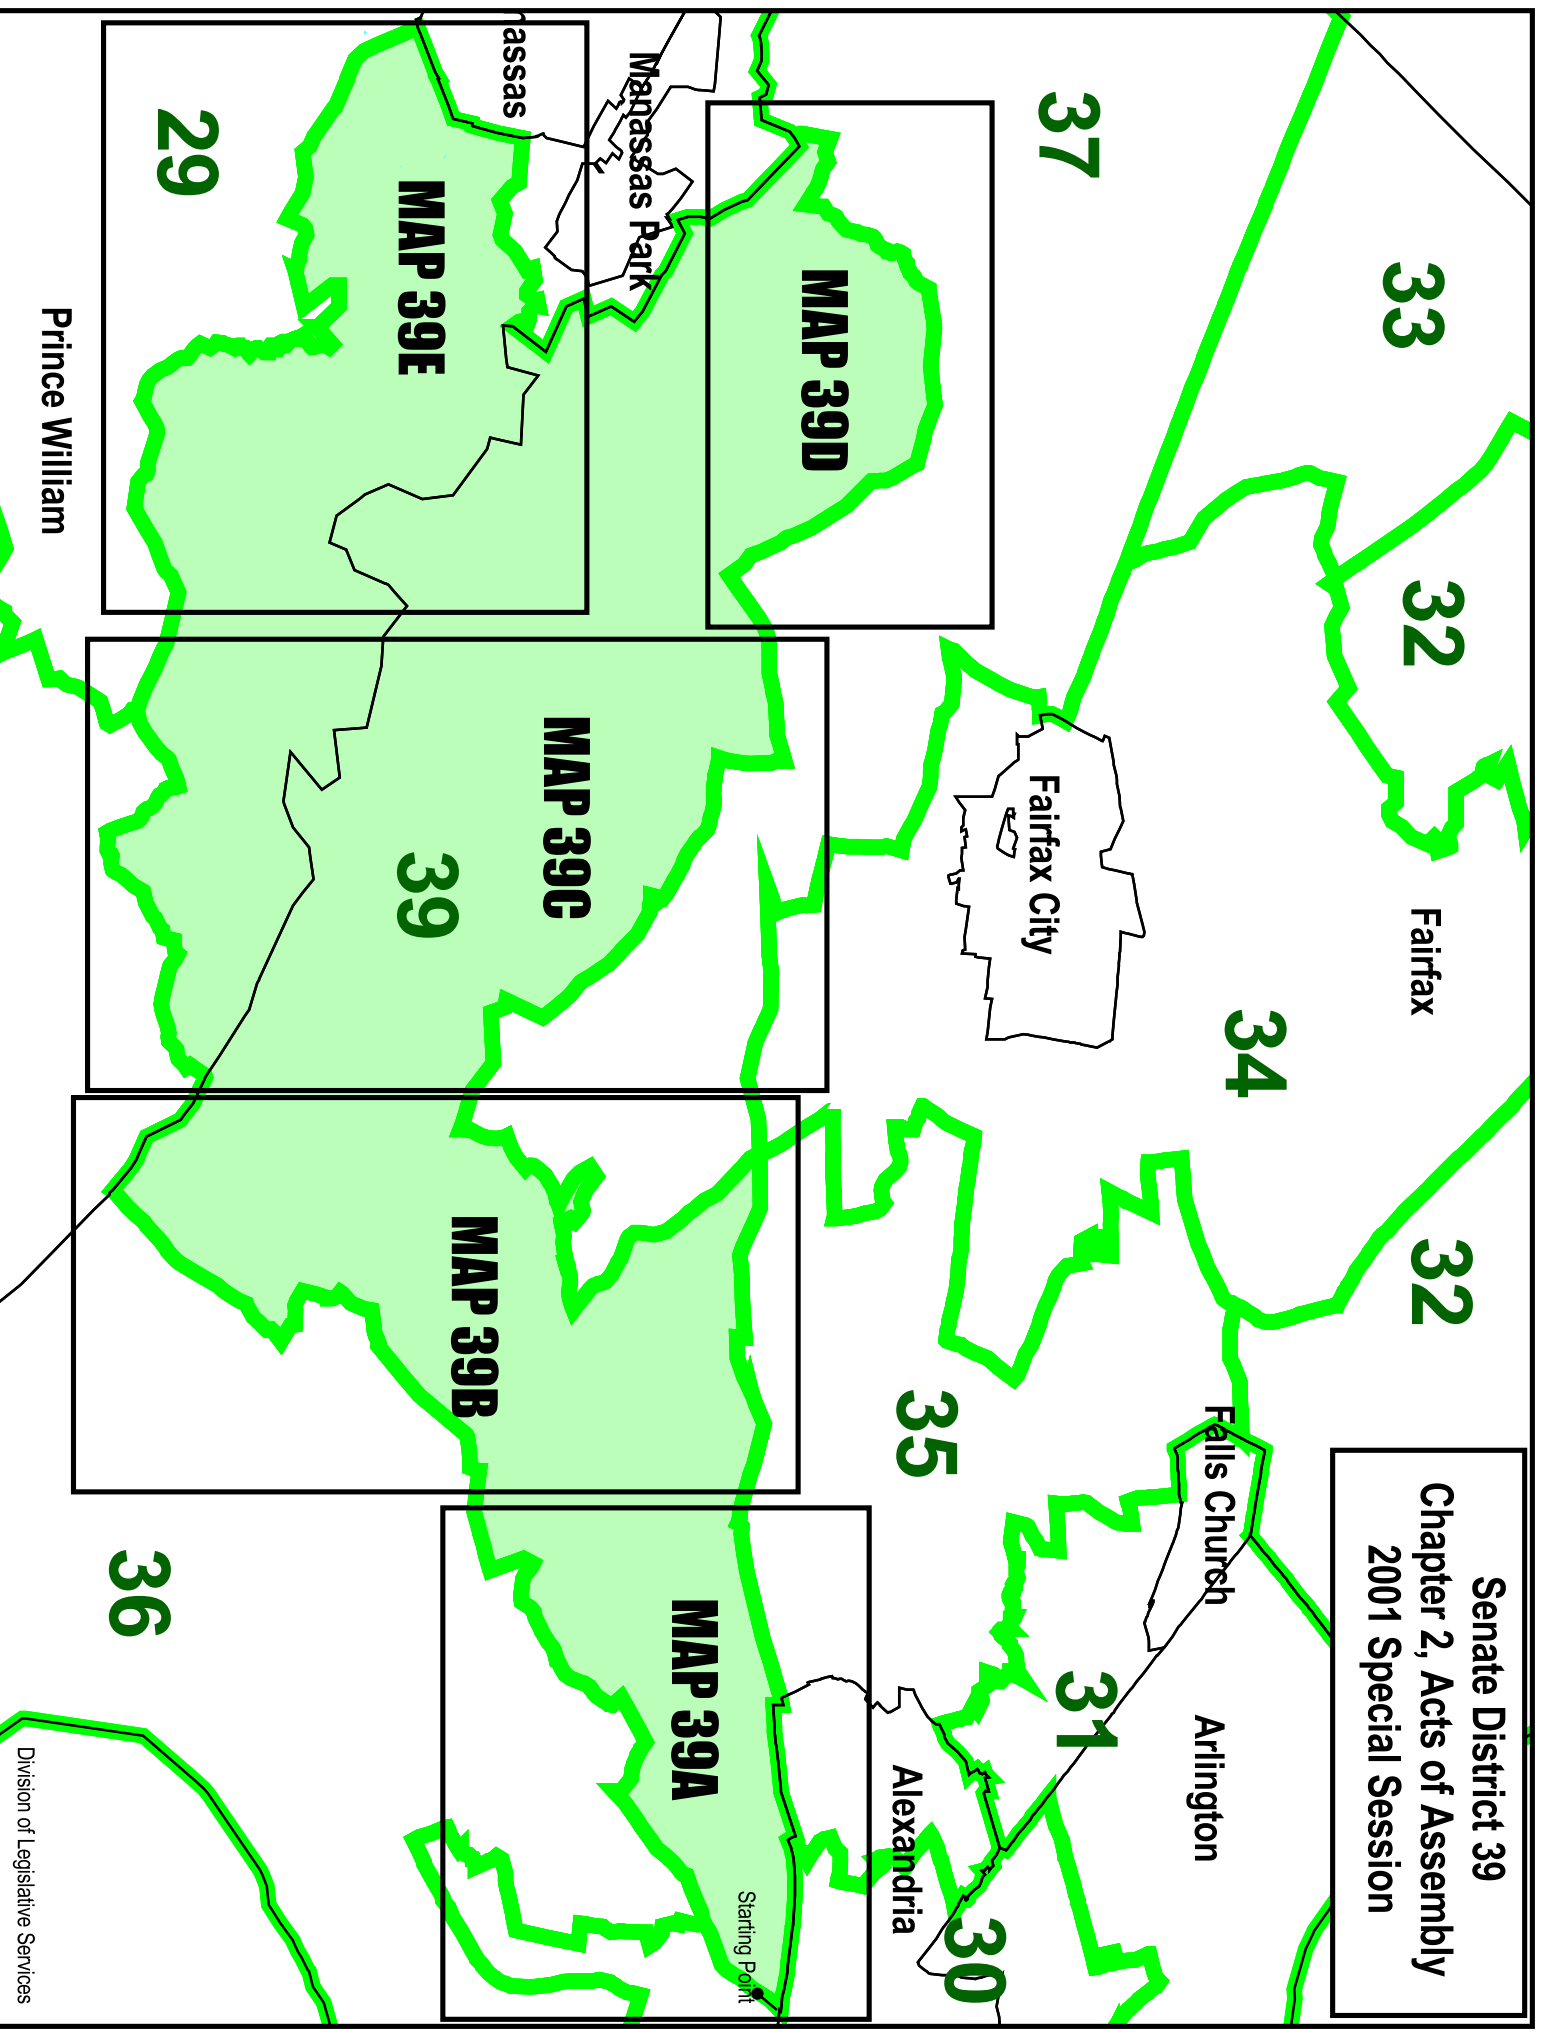 Senate District 39
Chapter 2, Acts of Assembly
2001 Special Session
33
32
Fairfax
32
37
34
Fairfax City
35
Falls Church
Arlington
31
Alexandria
30
assas
Manassas Park
MAP 39D
MAP 39E
MAP 39C
39
MAP 39B
MAP 39A
Starting Point
29
36
Prince William
Division of Legislative Services